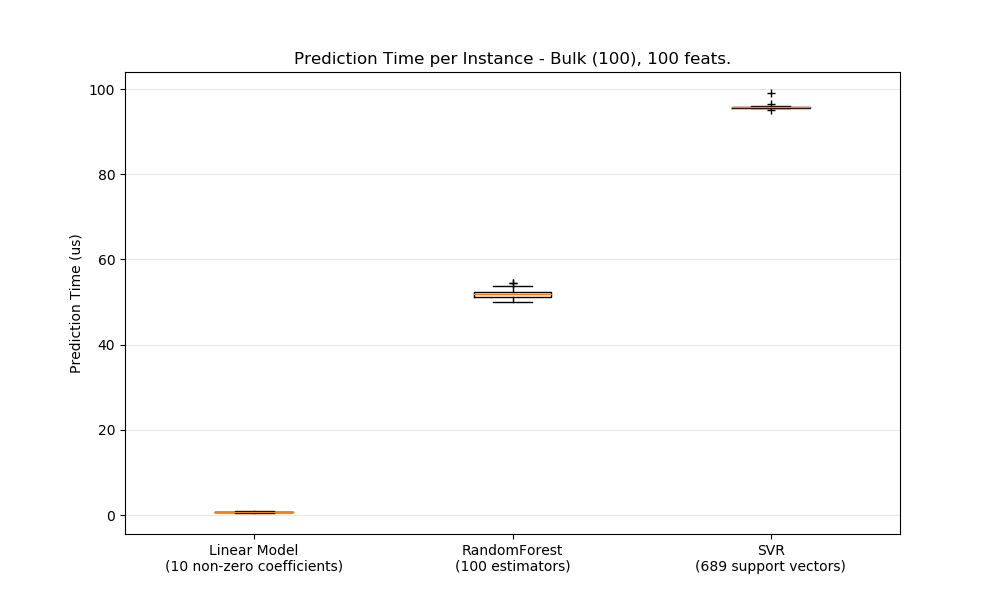 Prediction Time per Instance - Bulk (100), 100 feats.
Prediction Time (us)
100
80
60
40
20
0
Linear Model
(10 non-zero coefficients)
RandomForest
(100 estimators)
SVR
(689 support vectors)